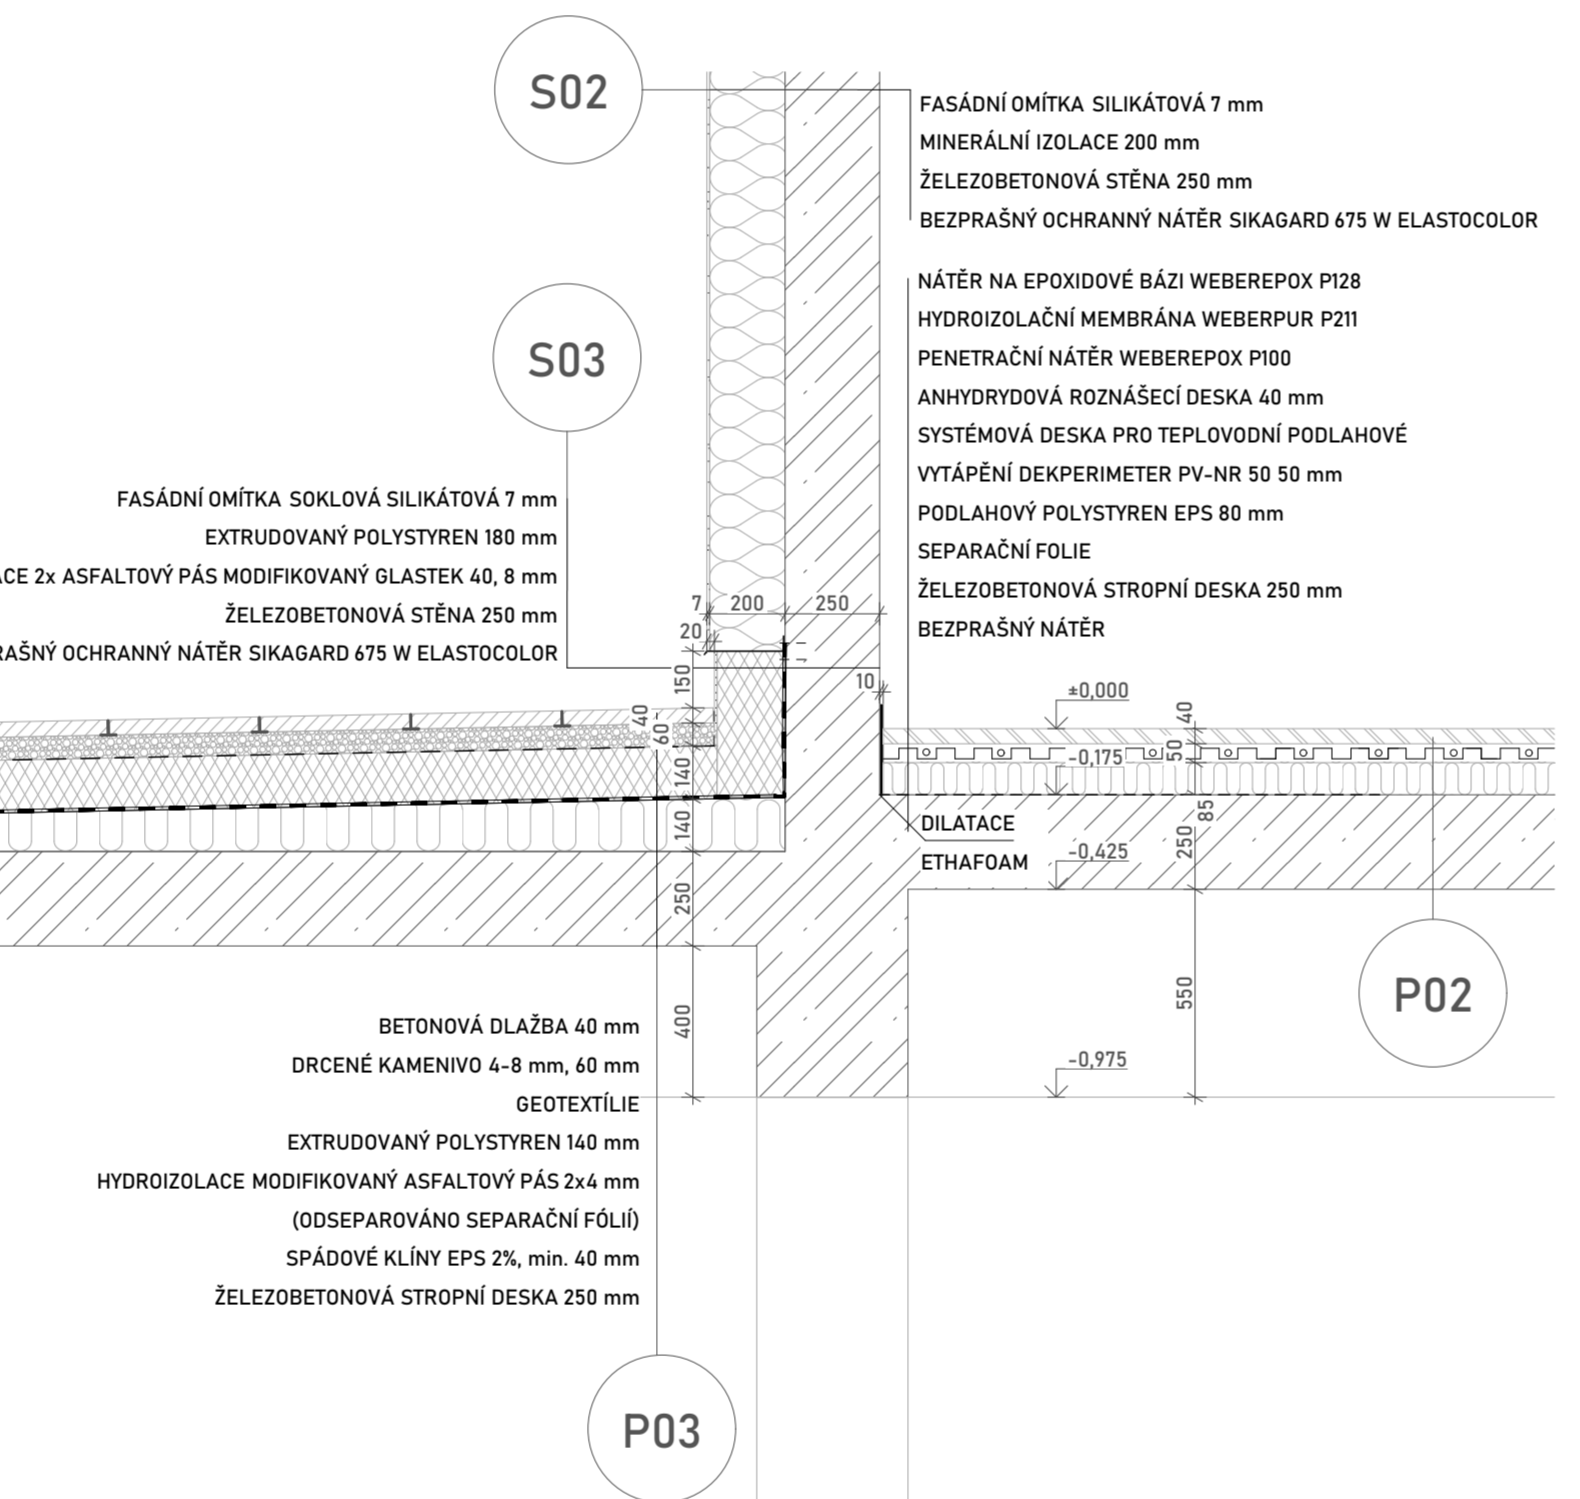 S02
FASÁDNÍ OMÍTKA SILIKÁTOVÁ 7 mm
MINERÁLNÍ IZOLACE 200 mm
ŽELEZOBETONOVÁ STĚNA 250 mm
BEZPRAŠNÝ OCHRANNÝ NÁTĚR SIKAGARD 675 W ELASTOCOLOR
NÁTĚR NA EPOXIDOVÉ BÁZI WEBEREPOX P128
HYDROIZOLAČNÍ MEMBRÁNA WEBERPUR P211
PENETRAČNÍ NÁTĚR WEBEREPOX P100
ANHYDRYDOVÁ ROZNÁŠECÍ DESKA 40 mm
SYSTÉMOVÁ DESKA PRO TEPLOVODNÍ PODLAHOVÉ
VYTÁPĚNÍ DEKPERIMETER PV-NR 50 50 mm
PODLAHOVÝ POLYSTYREN EPS 80 mm
SEPARAČNÍ FOLIE
ŽELEZOBETONOVÁ STROPNÍ DESKA 250 mm
BEZPRAŠNÝ NÁTĚR
S03
FASÁDNÍ OMÍTKA SOKLOVÁ SILIKÁTOVÁ 7 mm
EXTRUDOVANÝ POLYSTYREN 180 mm
ACE 2x ASFALTOVÝ PÁS MODIFIKOVANÝ GLASTEK 40, 8 mm
ŽELEZOBETONOVÁ STĚNA 250 mm
RAŠNÝ OCHRANNÝ NÁTĚR SIKAGARD 675 W ELASTOCOLOR
7 200 250
20
150
10
40
60
140
140
250
400
±0,000
-0,175
-0,425
-0,975
40
50
85
250
550
DILATACE
ETHAFOAM
P02
BETONOVÁ DLAŽBA 40 mm
DRCENÉ KAMENIVO 4-8 mm, 60 mm
GEOTEXTÍLIE
EXTRUDOVANÝ POLYSTYREN 140 mm
HYDROIZOLACE MODIFIKOVANÝ ASFALTOVÝ PÁS 2x4 mm
(ODSEPAROVÁNO SEPARAČNÍ FÓLIÍ)
SPÁDOVÉ KLÍNY EPS 2%, min. 40 mm
ŽELEZOBETONOVÁ STROPNÍ DESKA 250 mm
P03